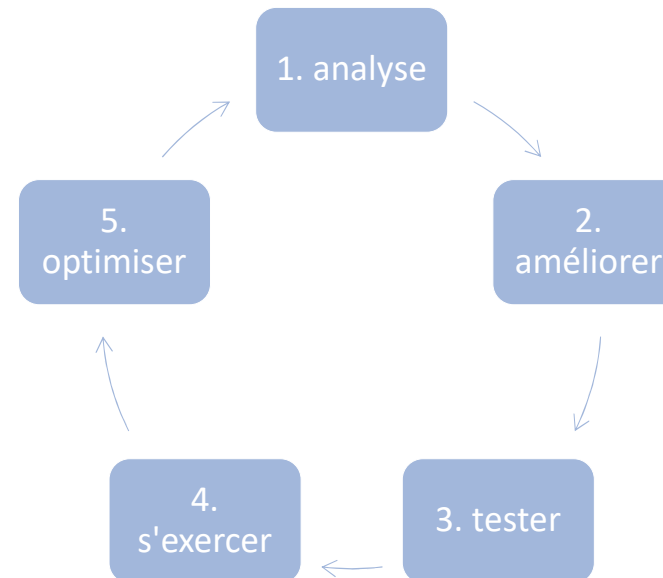 1. analyse
2.
améliorer
3. tester
4.
s'exercer
5.
optimiser